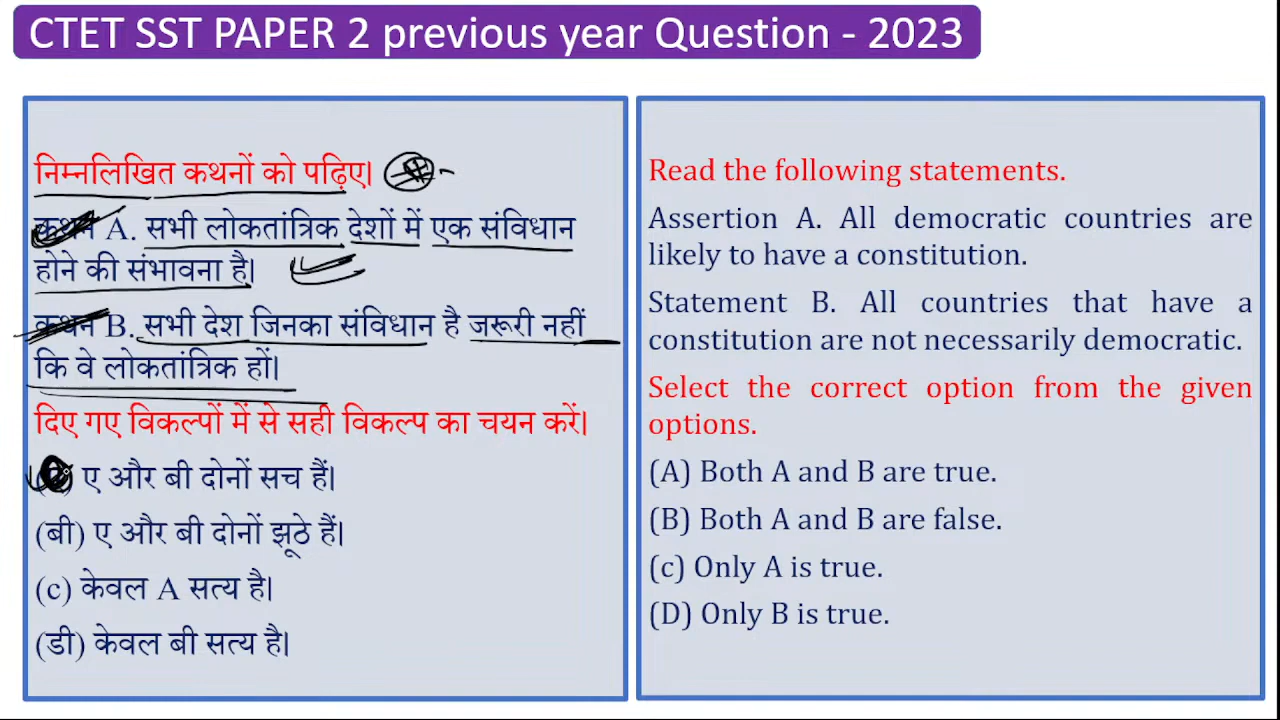 CTET SST PAPER 2 previous year Question - 2023
निम्नलिखित कथनों को पढ़िए।
कथन A. सभी लोकतांत्रिक देशों में एक संविधान
होने की संभावना है।
कथन B. सभी देश जिनका संविधान है जरूरी नहीं
कि वे लोकतांत्रिक हों।
दिए गए विकल्पों में से सही विकल्प का चयन करें।
ए और बी दोनों सच हैं।
(बी) ए और बी दोनों झूठे हैं।
(c) केवल A सत्य है।
(डी) केवल बी सत्य है।
Read the following statements.
Assertion A. All democratic countries are
likely to have a constitution.
Statement B. All countries that have a
constitution are not necessarily democratic.
Select the correct option from the given
options.
(A) Both A and B are true.
(B) Both A and B are false.
(c) Only A is true.
(D) Only B is true.